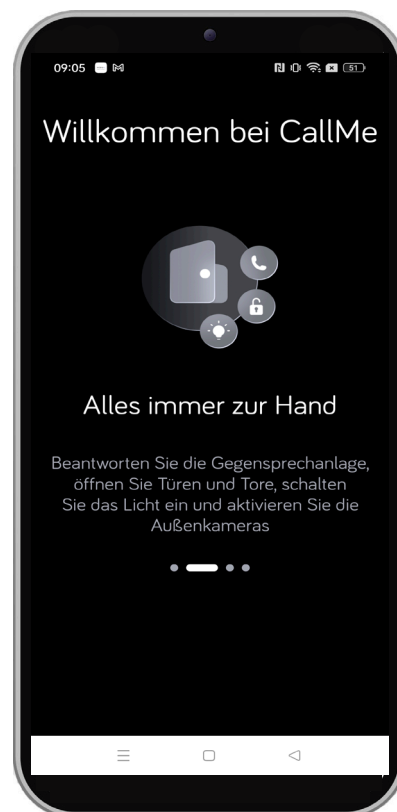 09:05
51
Willkommen bei CallMe
Alles immer zur Hand
Beantworten Sie die Gegensprechanlage,
öffnen Sie Türen und Tore, schalten
Sie das Licht ein und aktivieren Sie die
Außenkameras